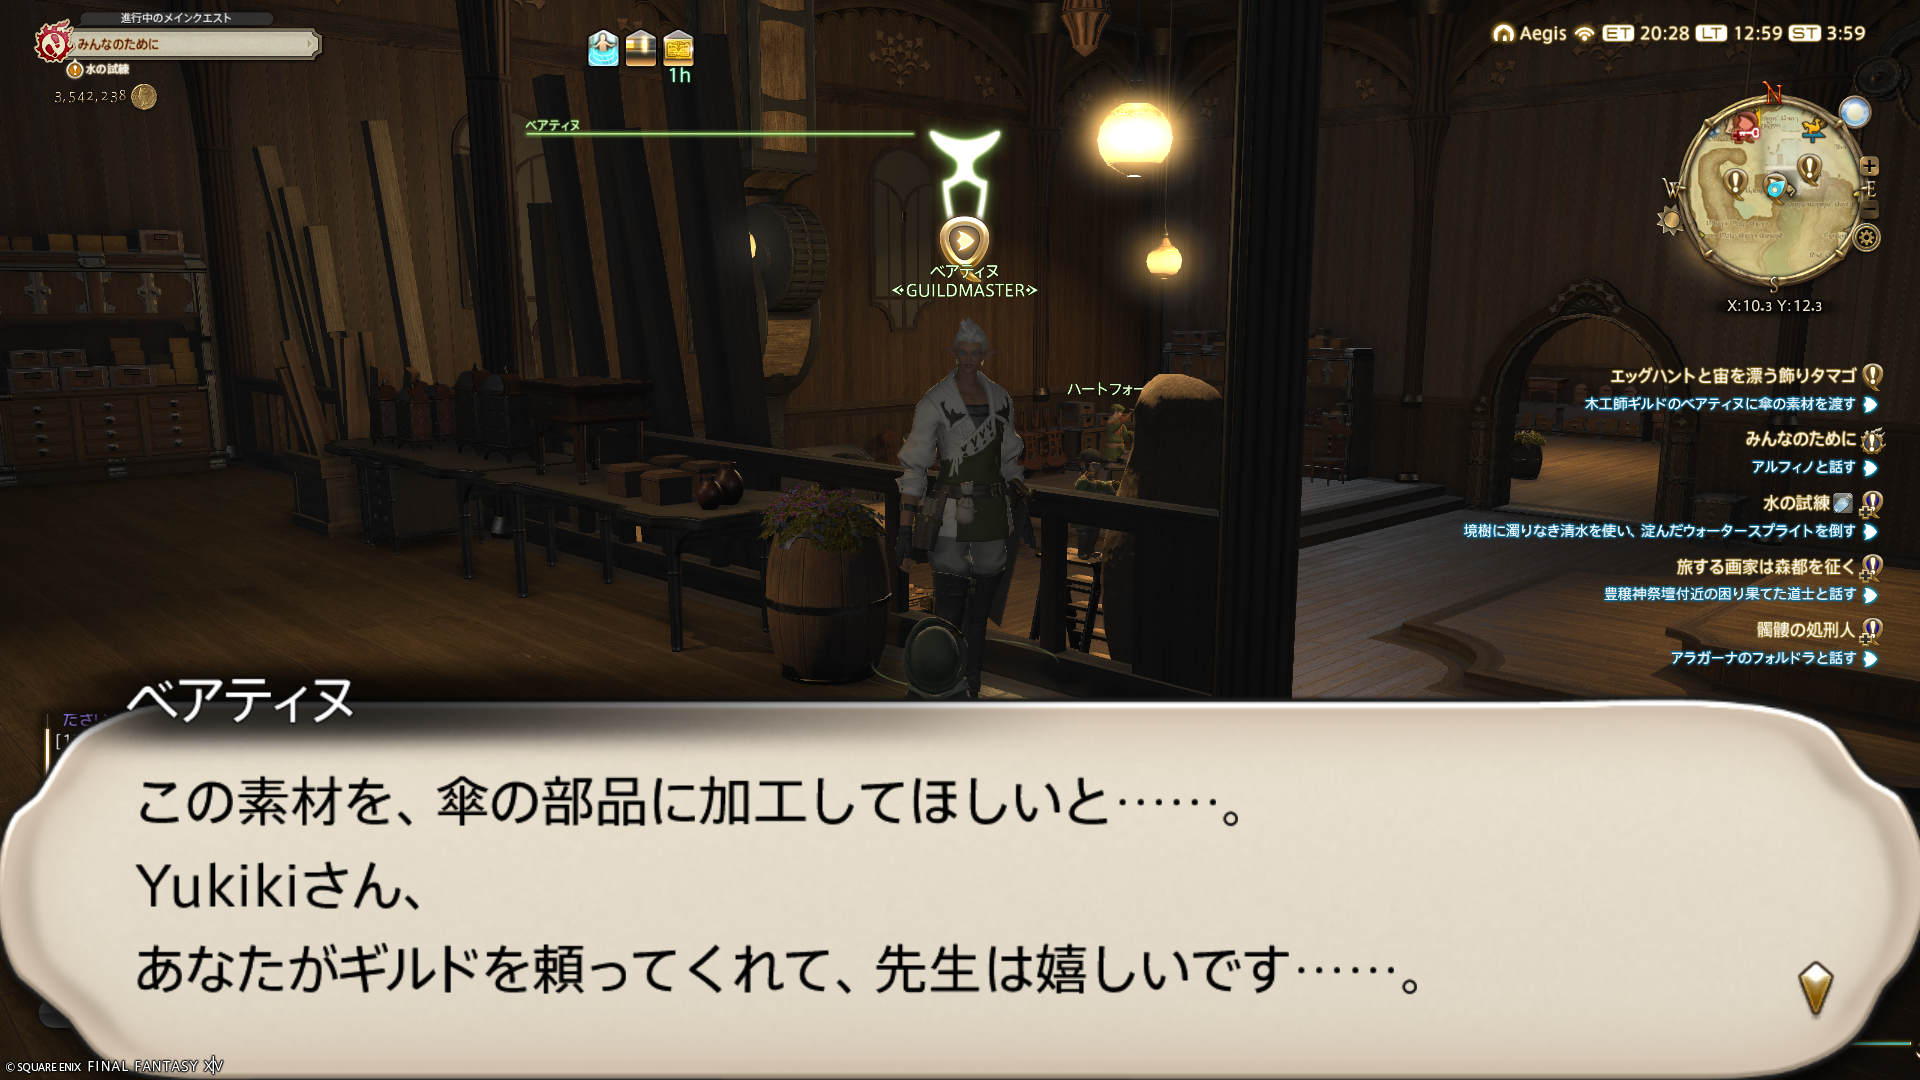 進行中のメインクエスト
みんなのために
水の試練
3,542,238
1h
Aegis ET 20:28 LT 12:59 ST 3:59
N
W
E
S
X:10.3 Y:12.3
ベアティヌ
ベアティヌ
GUILDMASTER
ハートフォー
エッグハントと宙を漂う飾りタマゴ
木工師ギルドのベアティヌに傘の素材を渡す
みんなのために
アルフィノと話す
水の試練
境樹に濁りなき清水を使い、淀んだウォータースプライトを倒す
旅する画家は森都を征く
豊穣神祭壇付近の困り果てた道士と話す
髑髏の処刑人
アラガーナのフォルドラと話す
ベアティヌ
この素材を、傘の部品に加工してほしいと……。
Yukikiさん、
あなたがギルドを頼ってくれて、先生は嬉しいです……。
© SQUARE ENIX FINAL FANTASY XIV